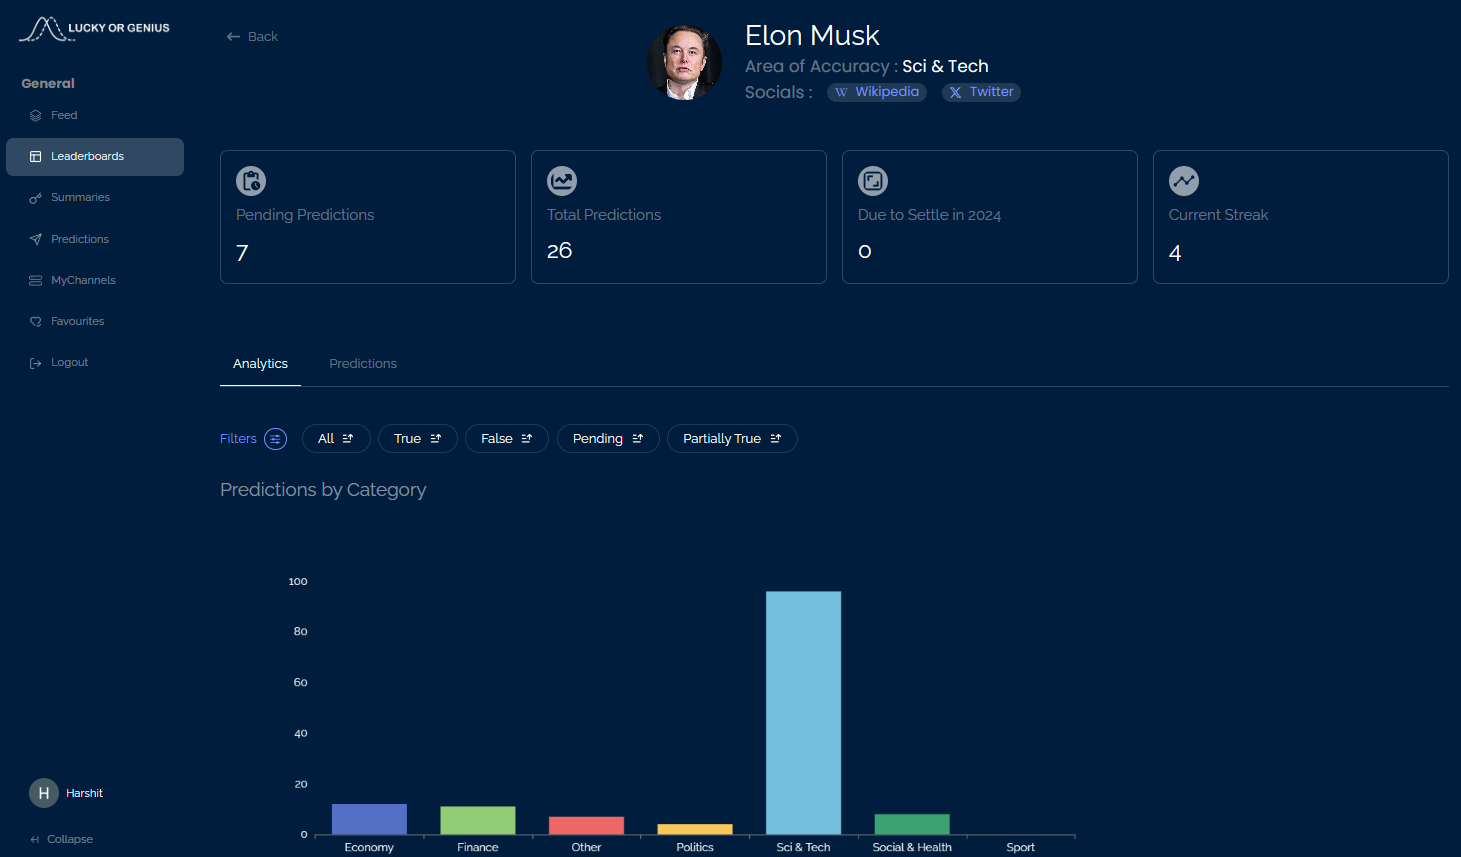 LUCKY OR GENIUS
General
Feed
Leaderboards
Summaries
Predictions
MyChannels
Favourites
Logout
H Harshit
Collapse
Back
Elon Musk
Area of Accuracy : Sci & Tech
Socials : W Wikipedia X Twitter
Pending Predictions
7
Total Predictions
26
Due to Settle in 2024
0
Current Streak
4
Analytics Predictions
Filters All True False Pending Partially True
Predictions by Category
100
80
60
40
20
0
Economy Finance Other Politics Sci & Tech Social & Health Sport